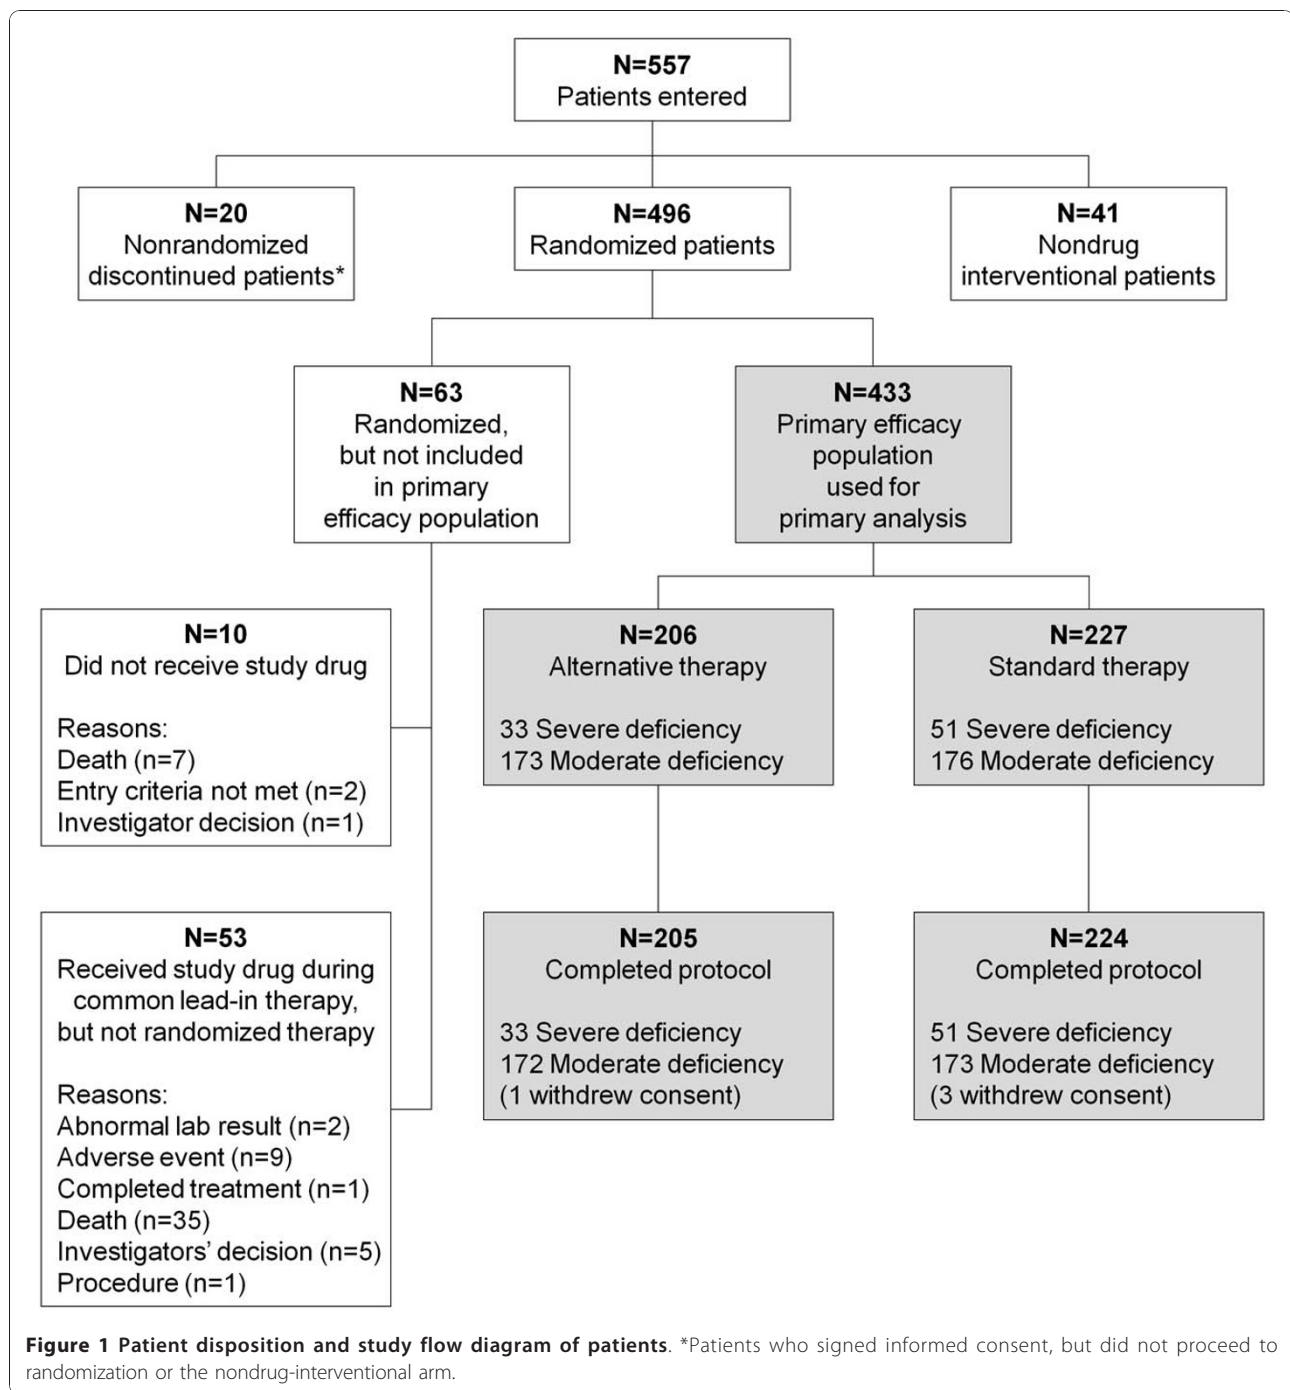 N=557
Patients entered
N=20
Nonrandomized
discontinued patients*
N=496
Randomized patients
N=41
Nondrug
interventional patients
N=63
Randomized,
but not included
in primary
efficacy population
N=433
Primary efficacy
population
used for
primary analysis
N=10
Did not receive study drug
Reasons:
Death (n=7)
Entry criteria not met (n=2)
Investigator decision (n=1)
N=206
Alternative therapy
33 Severe deficiency
173 Moderate deficiency
N=227
Standard therapy
51 Severe deficiency
176 Moderate deficiency
N=53
Received study drug during
common lead-in therapy,
but not randomized therapy
Reasons:
Abnormal lab result (n=2)
Adverse event (n=9)
Completed treatment (n=1)
Death (n=35)
Investigators’ decision (n=5)
Procedure (n=1)
N=205
Completed protocol
33 Severe deficiency
172 Moderate deficiency
(1 withdrew consent)
N=224
Completed protocol
51 Severe deficiency
173 Moderate deficiency
(3 withdrew consent)
Figure 1 Patient disposition and study flow diagram of patients. *Patients who signed informed consent, but did not proceed to
randomization or the nondrug-interventional arm.